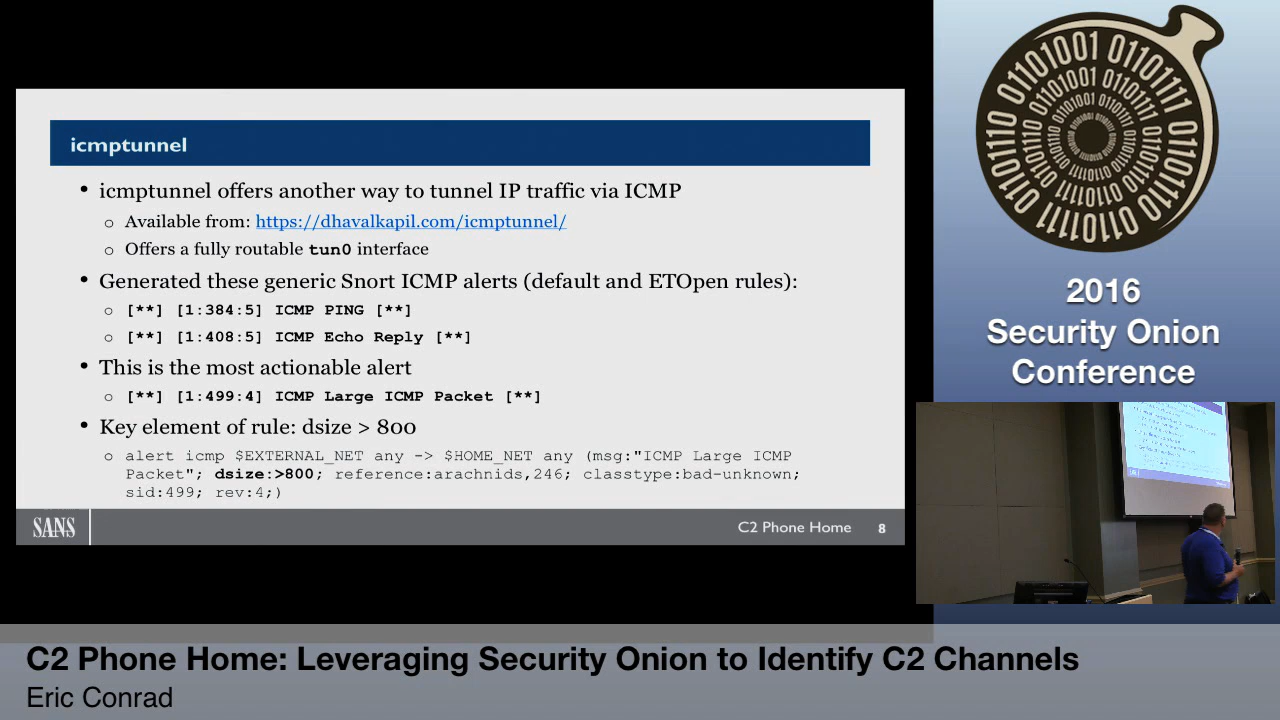 icmptunnel
• icmptunnel offers another way to tunnel IP traffic via ICMP
o Available from: https://dhavalkapil.com/icmptunnel/
o Offers a fully routable tun0 interface
• Generated these generic Snort ICMP alerts (default and ETOpen rules):
o [**] [1:384:5] ICMP PING [**]
o [**] [1:408:5] ICMP Echo Reply [**]
• This is the most actionable alert
o [**] [1:499:4] ICMP Large ICMP Packet [**]
• Key element of rule: dsize > 800
o alert icmp $EXTERNAL_NET any -> $HOME_NET any (msg:"ICMP Large ICMP
Packet"; dsize:>800; reference:arachnids,246; classtype:bad-unknown;
sid:499; rev:4;)
SANS
C2 Phone Home 8
2016
Security Onion
Conference
C2 Phone Home: Leveraging Security Onion to Identify C2 Channels
Eric Conrad